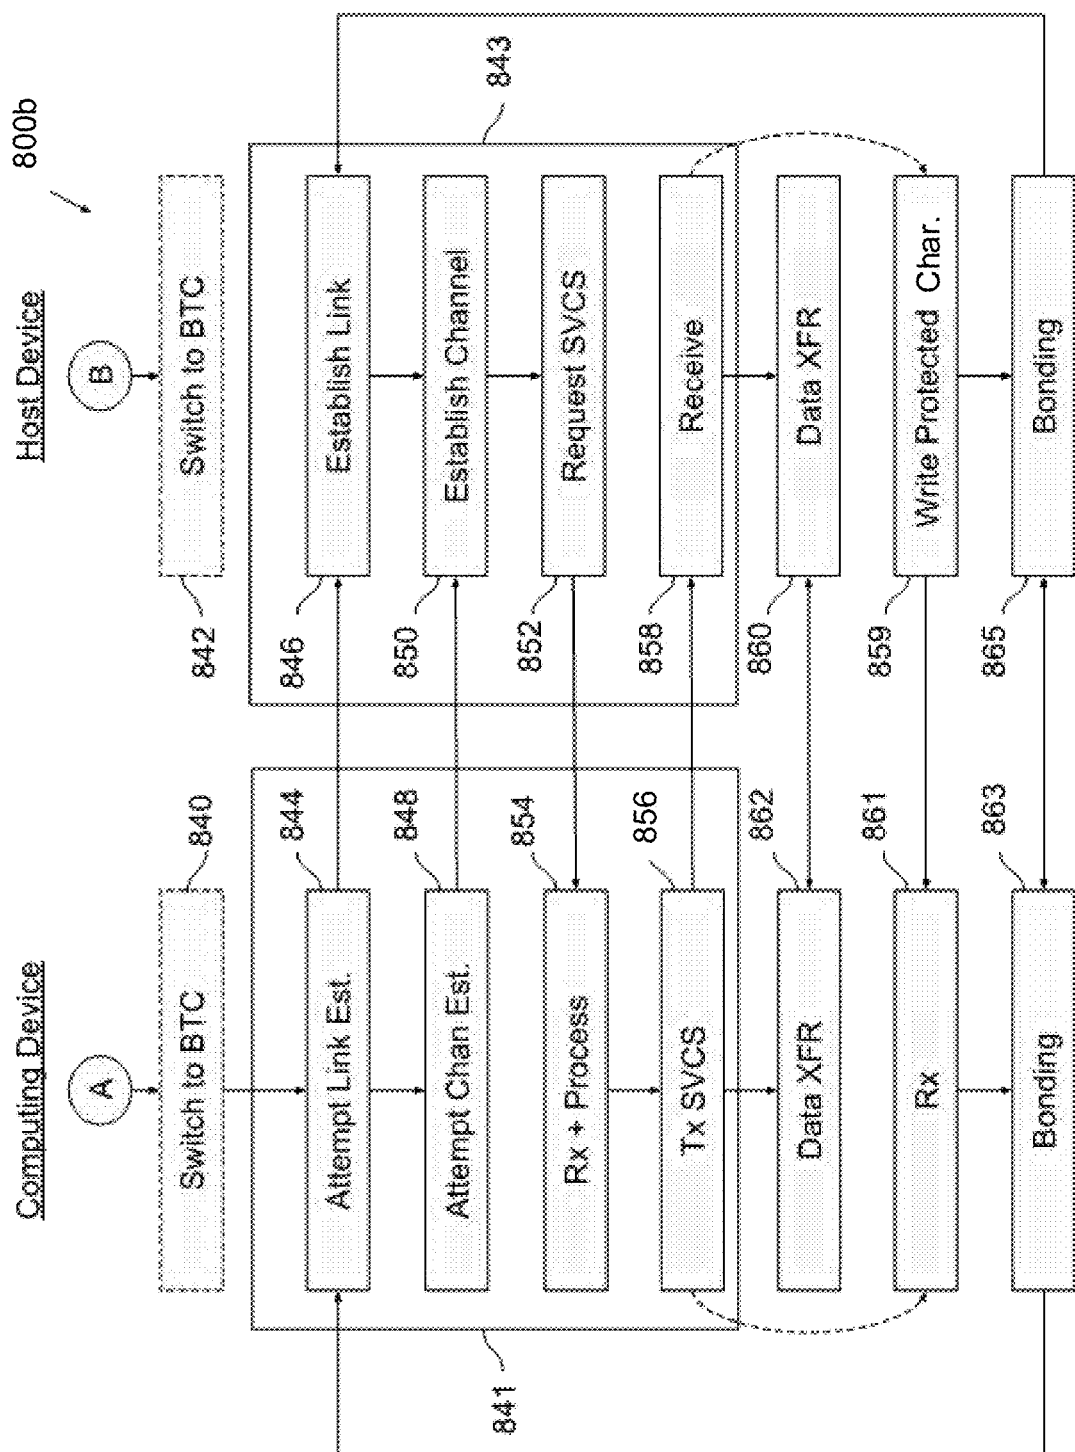 800b
Computing Device
Host Device
A
B
Switch to BTC
840
Switch to BTC
842
841
843
Attempt Link Est.
844
Establish Link
846
Attempt Chan Est.
848
Establish Channel
850
Rx + Process
854
Request SVCS
852
Tx SVCS
856
Receive
858
Data XFR
862
Data XFR
860
Rx
861
Write Protected Char.
859
Bonding
863
Bonding
865